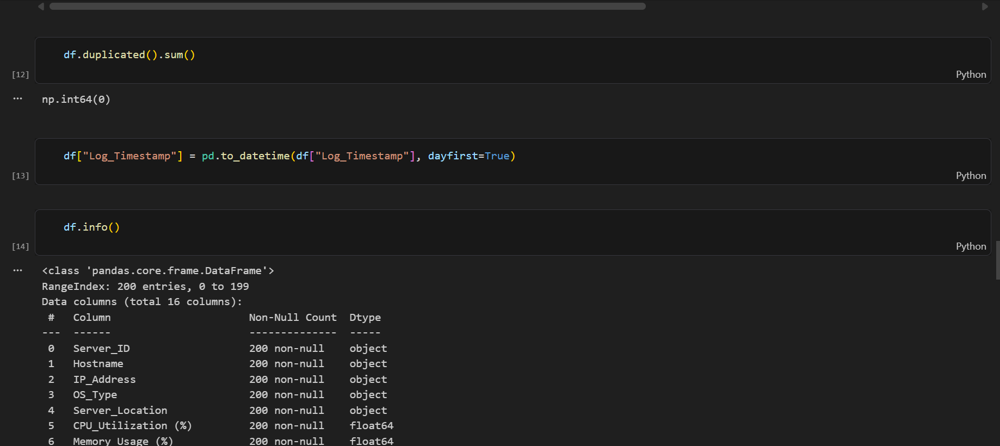 df.duplicated().sum()
[12]
Python
... np.int64(0)
df["Log_Timestamp"] = pd.to_datetime(df["Log_Timestamp"], dayfirst=True)
[13]
Python
df.info()
[14]
Python
... <class 'pandas.core.frame.DataFrame'>
RangeIndex: 200 entries, 0 to 199
Data columns (total 16 columns):
 #   Column                      Non-Null Count  Dtype
---  ------                      --------------  -----
 0   Server_ID                   200 non-null    object
 1   Hostname                    200 non-null    object
 2   IP_Address                  200 non-null    object
 3   OS_Type                     200 non-null    object
 4   Server_Location             200 non-null    object
 5   CPU_Utilization (%)         200 non-null    float64
 6   Memory_Usage (%)            200 non-null    float64